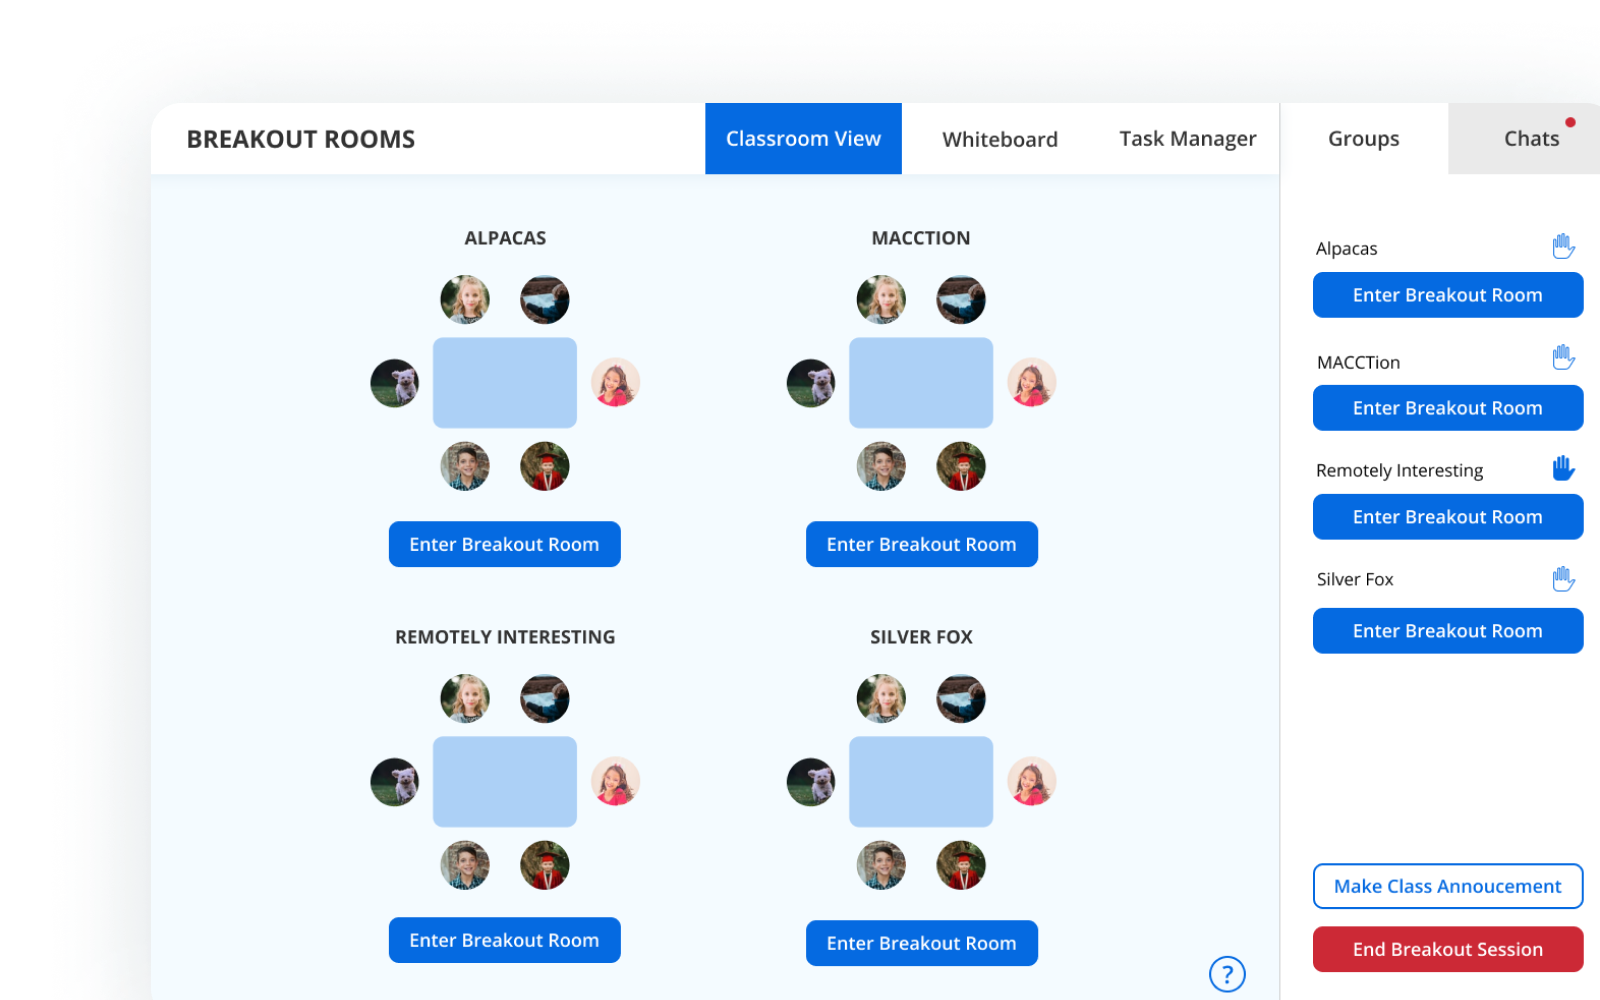 BREAKOUT ROOMS
Classroom View
Whiteboard
Task Manager
Groups
Chats
ALPACAS
Enter Breakout Room
MACCTION
Enter Breakout Room
REMOTELY INTERESTING
Enter Breakout Room
SILVER FOX
Enter Breakout Room
?
Alpacas
Enter Breakout Room
MACCTion
Enter Breakout Room
Remotely Interesting
Enter Breakout Room
Silver Fox
Enter Breakout Room
Make Class Annoucement
End Breakout Session